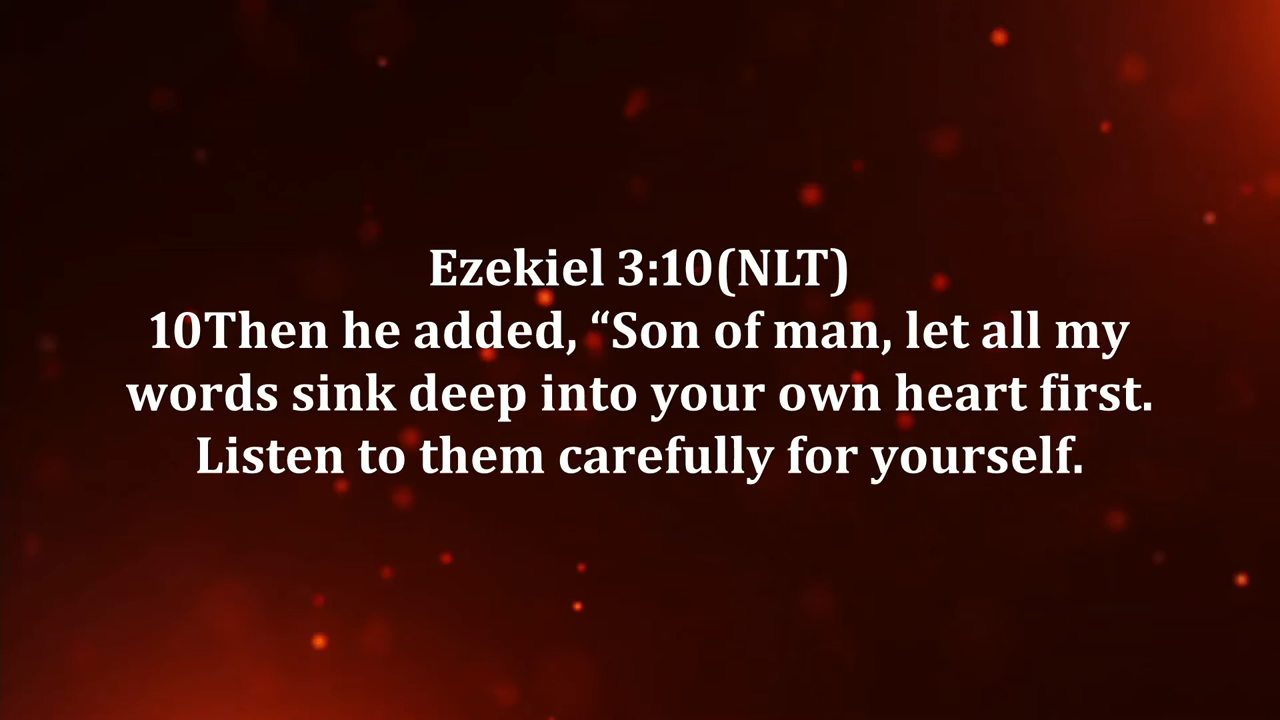 Ezekiel 3:10(NLT)
10Then he added, “Son of man, let all my
words sink deep into your own heart first.
Listen to them carefully for yourself.